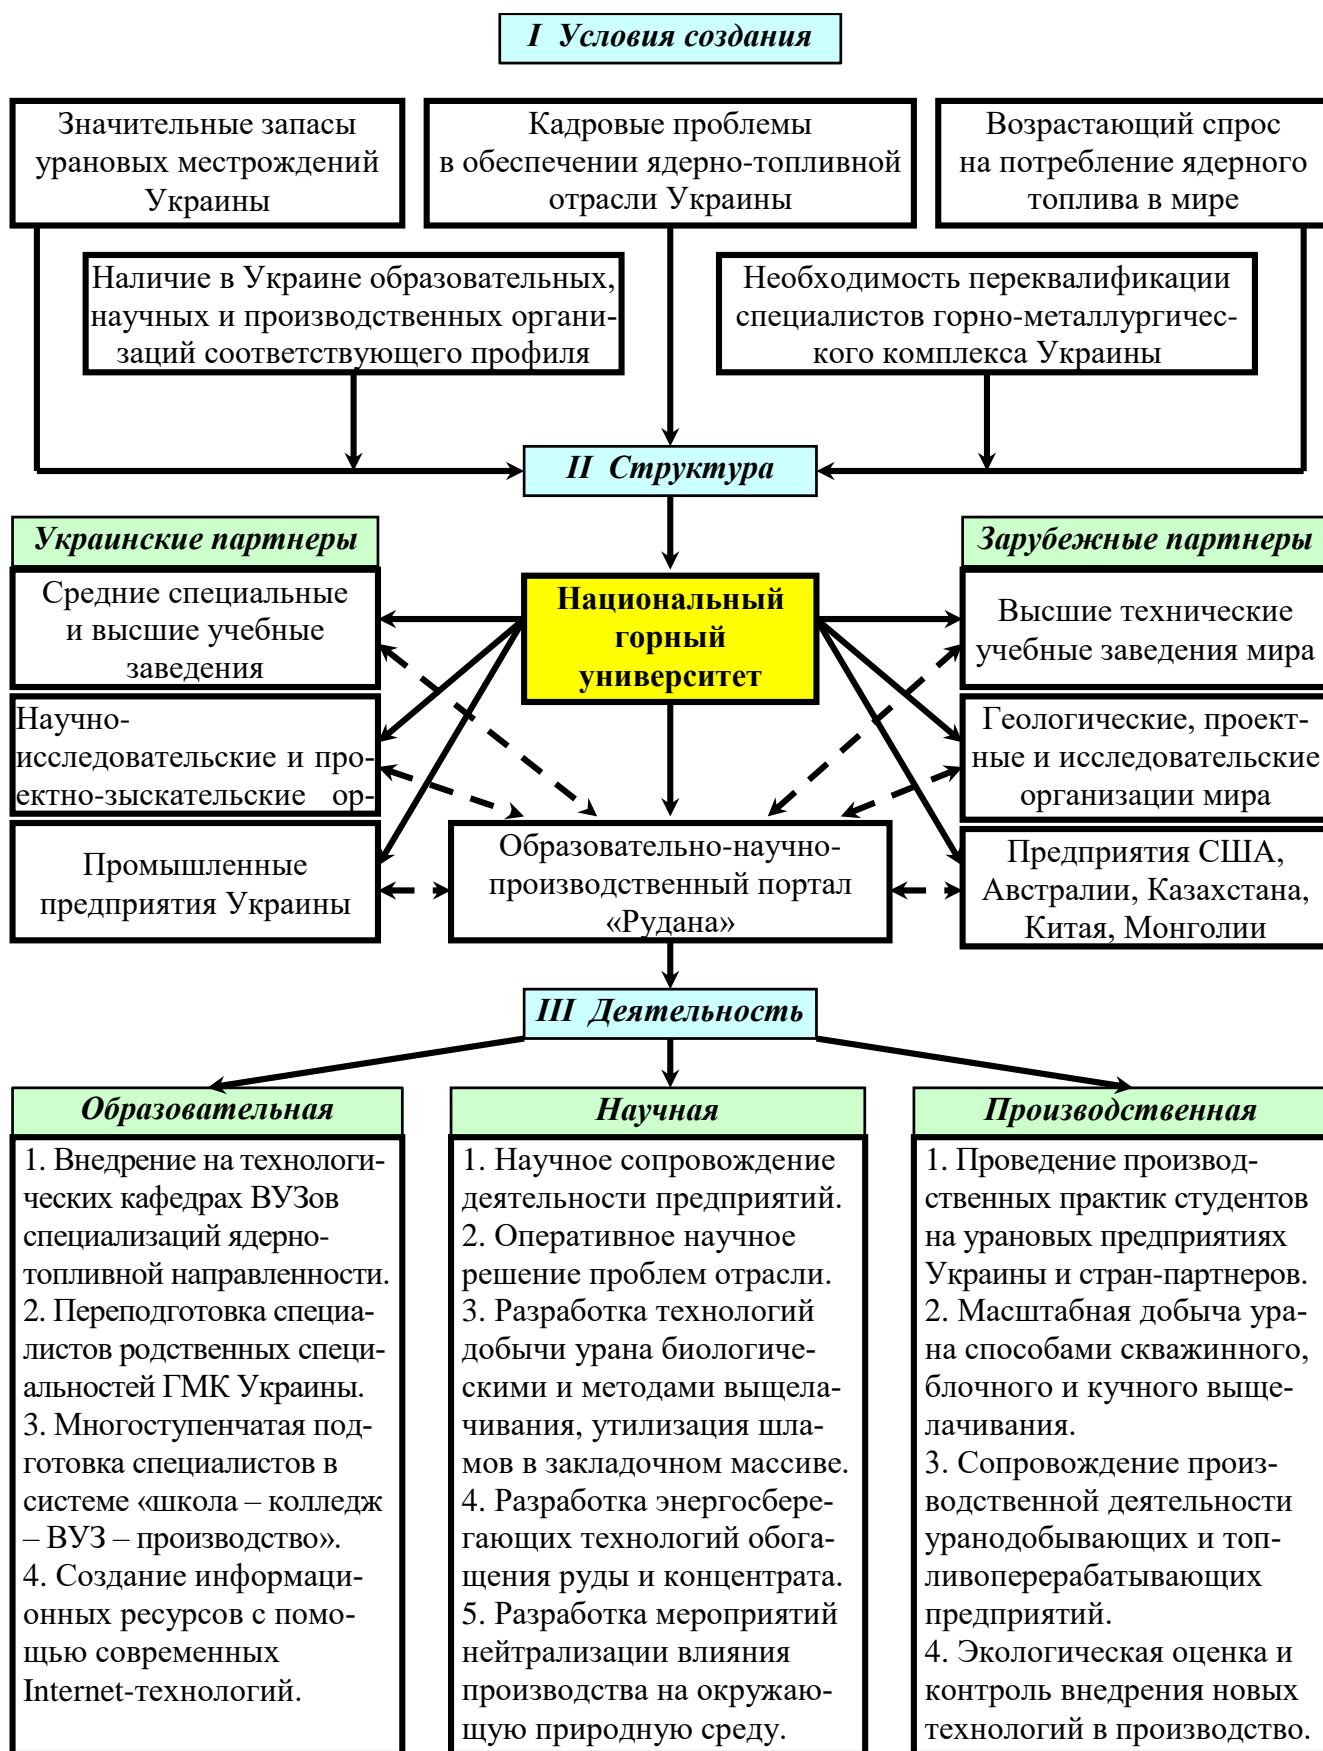 I Условия создания
Значительные запасы
урановых местрождений
Украины
Кадровые проблемы
в обеспечении ядерно-топливной
отрасли Украины
Возрастающий спрос
на потребление ядерного
топлива в мире
Наличие в Украине образовательных,
научных и производственных органи-
заций соответствующего профиля
Необходимость переквалификации
специалистов горно-металлургичес-
кого комплекса Украины
II Структура
Украинские партнеры
Средние специальные
и высшие учебные
заведения
Научно-
исследовательские и про-
ектно-зыскательские ор-
Промышленные
предприятия Украины
Национальный
горный
университет
Образовательно-научно-
производственный портал
«Рудана»
Зарубежные партнеры
Высшие технические
учебные заведения мира
Геологические, проект-
ные и исследовательские
организации мира
Предприятия США,
Австралии, Казахстана,
Китая, Монголии
III Деятельность
Образовательная
1. Внедрение на технологи-
ческих кафедрах ВУЗов
специализаций ядерно-
топливной направленности.
2. Переподготовка специа-
листов родственных специ-
альностей ГМК Украины.
3. Многоступенчатая под-
готовка специалистов в
системе «школа – колледж
– ВУЗ – производство».
4. Создание информаци-
онных ресурсов с помо-
щью современных
Internet-технологий.
Научная
1. Научное сопровождение
деятельности предприятий.
2. Оперативное научное
решение проблем отрасли.
3. Разработка технологий
добычи урана биологиче-
скими и методами выщела-
чивания, утилизация шла-
мов в закладочном массиве.
4. Разработка энергосбере-
гающих технологий обога-
щения руды и концентрата.
5. Разработка мероприятий
нейтрализации влияния
производства на окружаю-
щую природную среду.
Производственная
1. Проведение производ-
ственных практик студентов
на урановых предприятиях
Украины и стран-партнеров.
2. Масштабная добыча ура-
на способами скважинного,
блочного и кучного выще-
лачивания.
3. Сопровождение произ-
водственной деятельности
уранодобывающих и топ-
ливоперерабатывающих
предприятий.
4. Экологическая оценка и
контроль внедрения новых
технологий в производство.